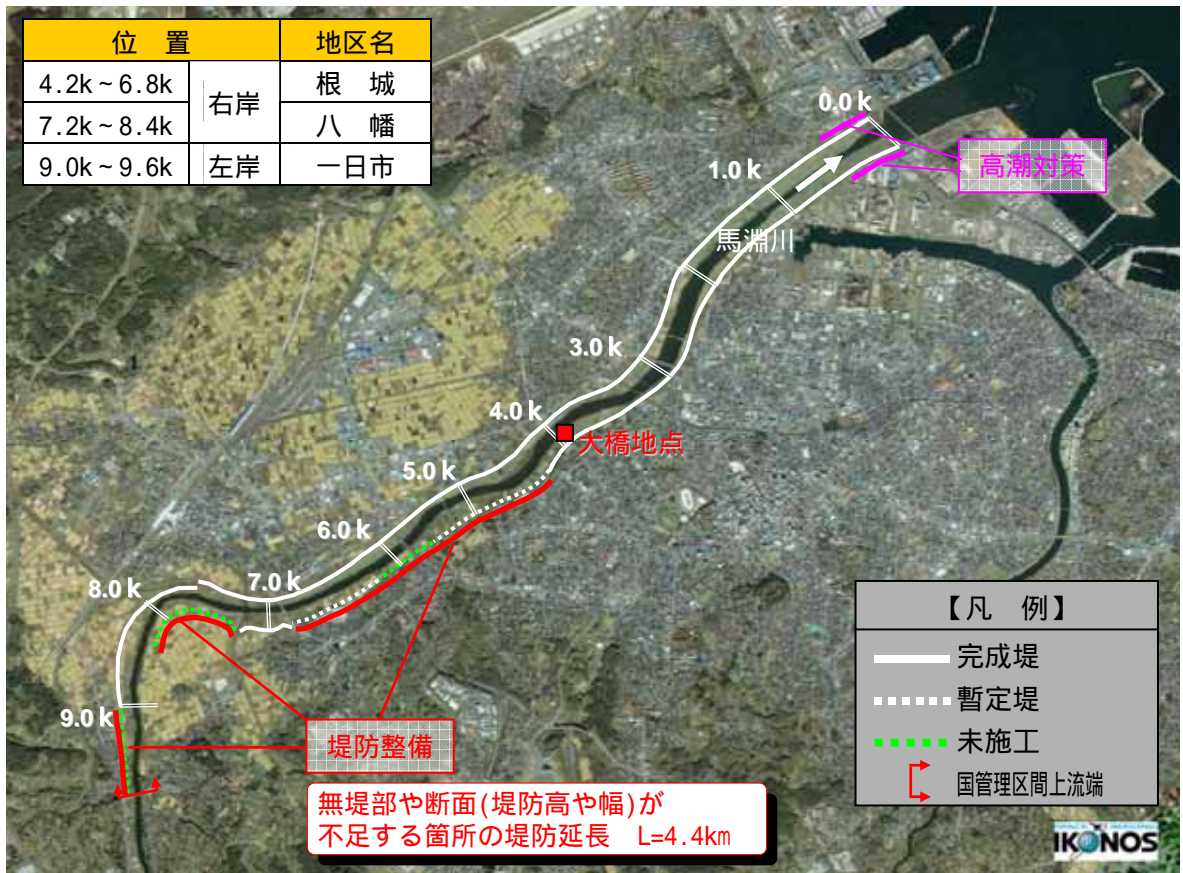 位　置　地区名
4.2k~6.8k　右岸　根　城
7.2k~8.4k　八　幡
9.0k~9.6k　左岸　一日市
0.0k
高潮対策
1.0k
馬淵川
3.0k
4.0k
大橋地点
5.0k
6.0k
7.0k
8.0k
9.0k
堤防整備
無堤部や断面(堤防高や幅)が
不足する箇所の堤防延長　L=4.4km
【凡　例】
完成堤
暫定堤
未施工
国管理区間上流端
IKONOS